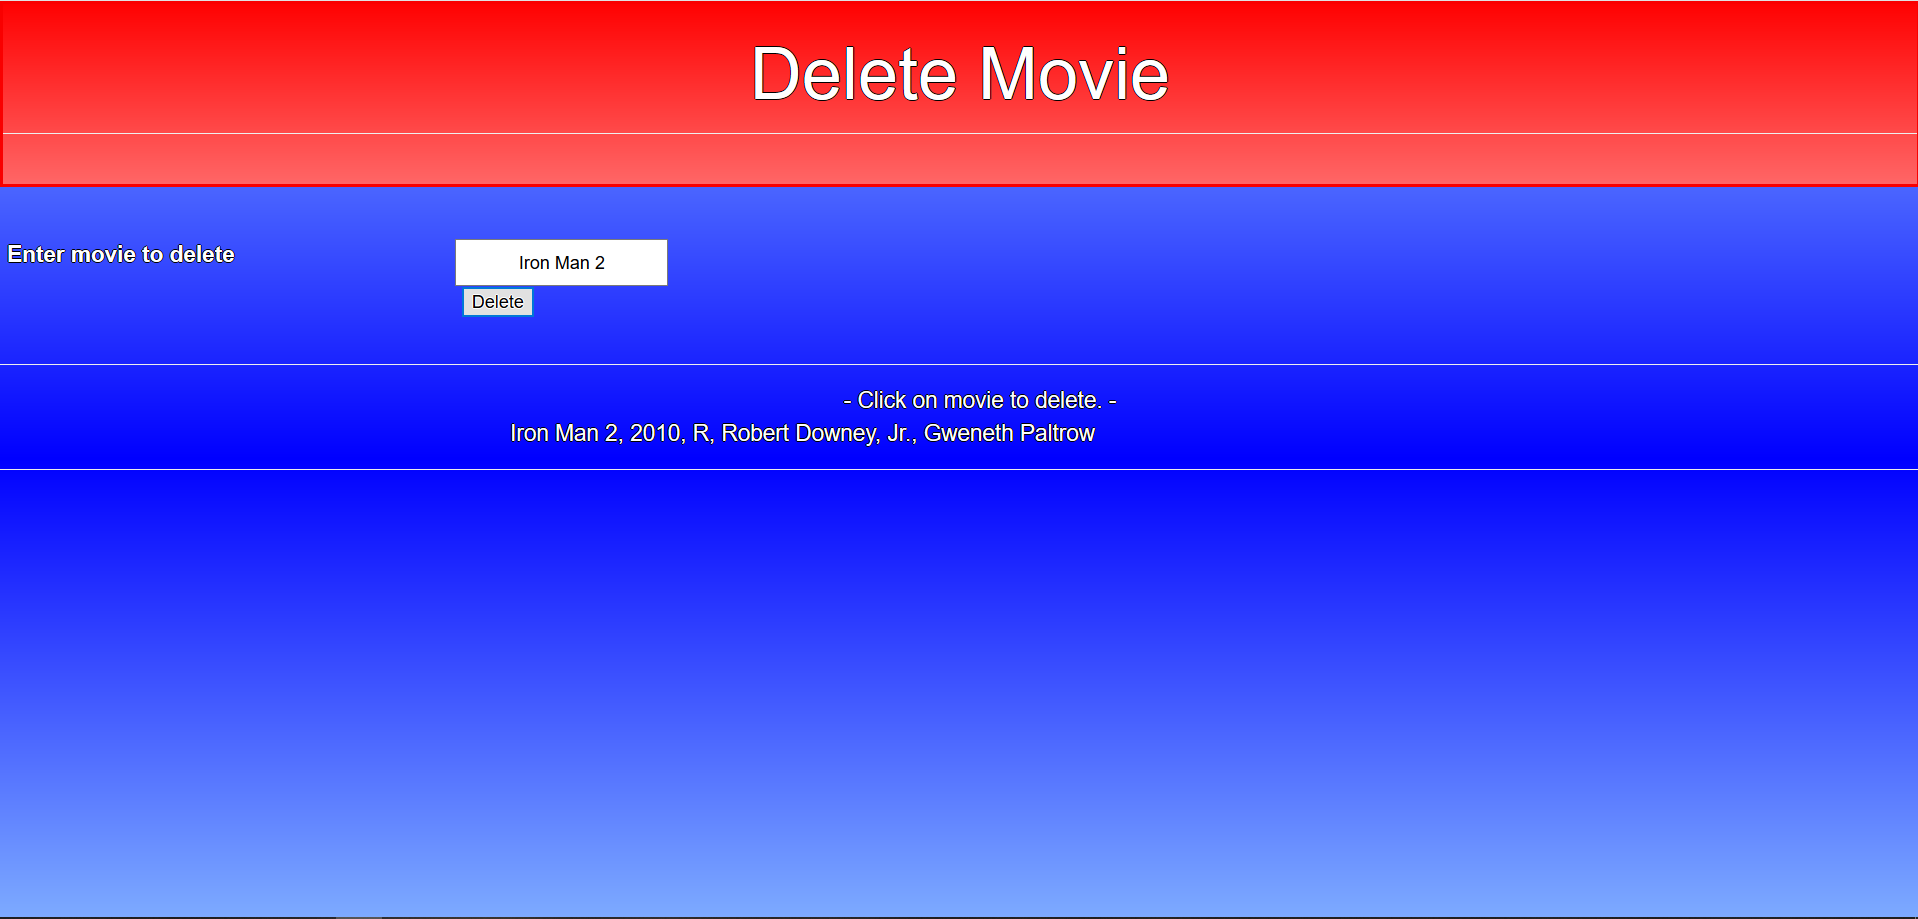 Delete Movie
Enter movie to delete
Iron Man 2
Delete
- Click on movie to delete. -
Iron Man 2, 2010, R, Robert Downey, Jr., Gweneth Paltrow